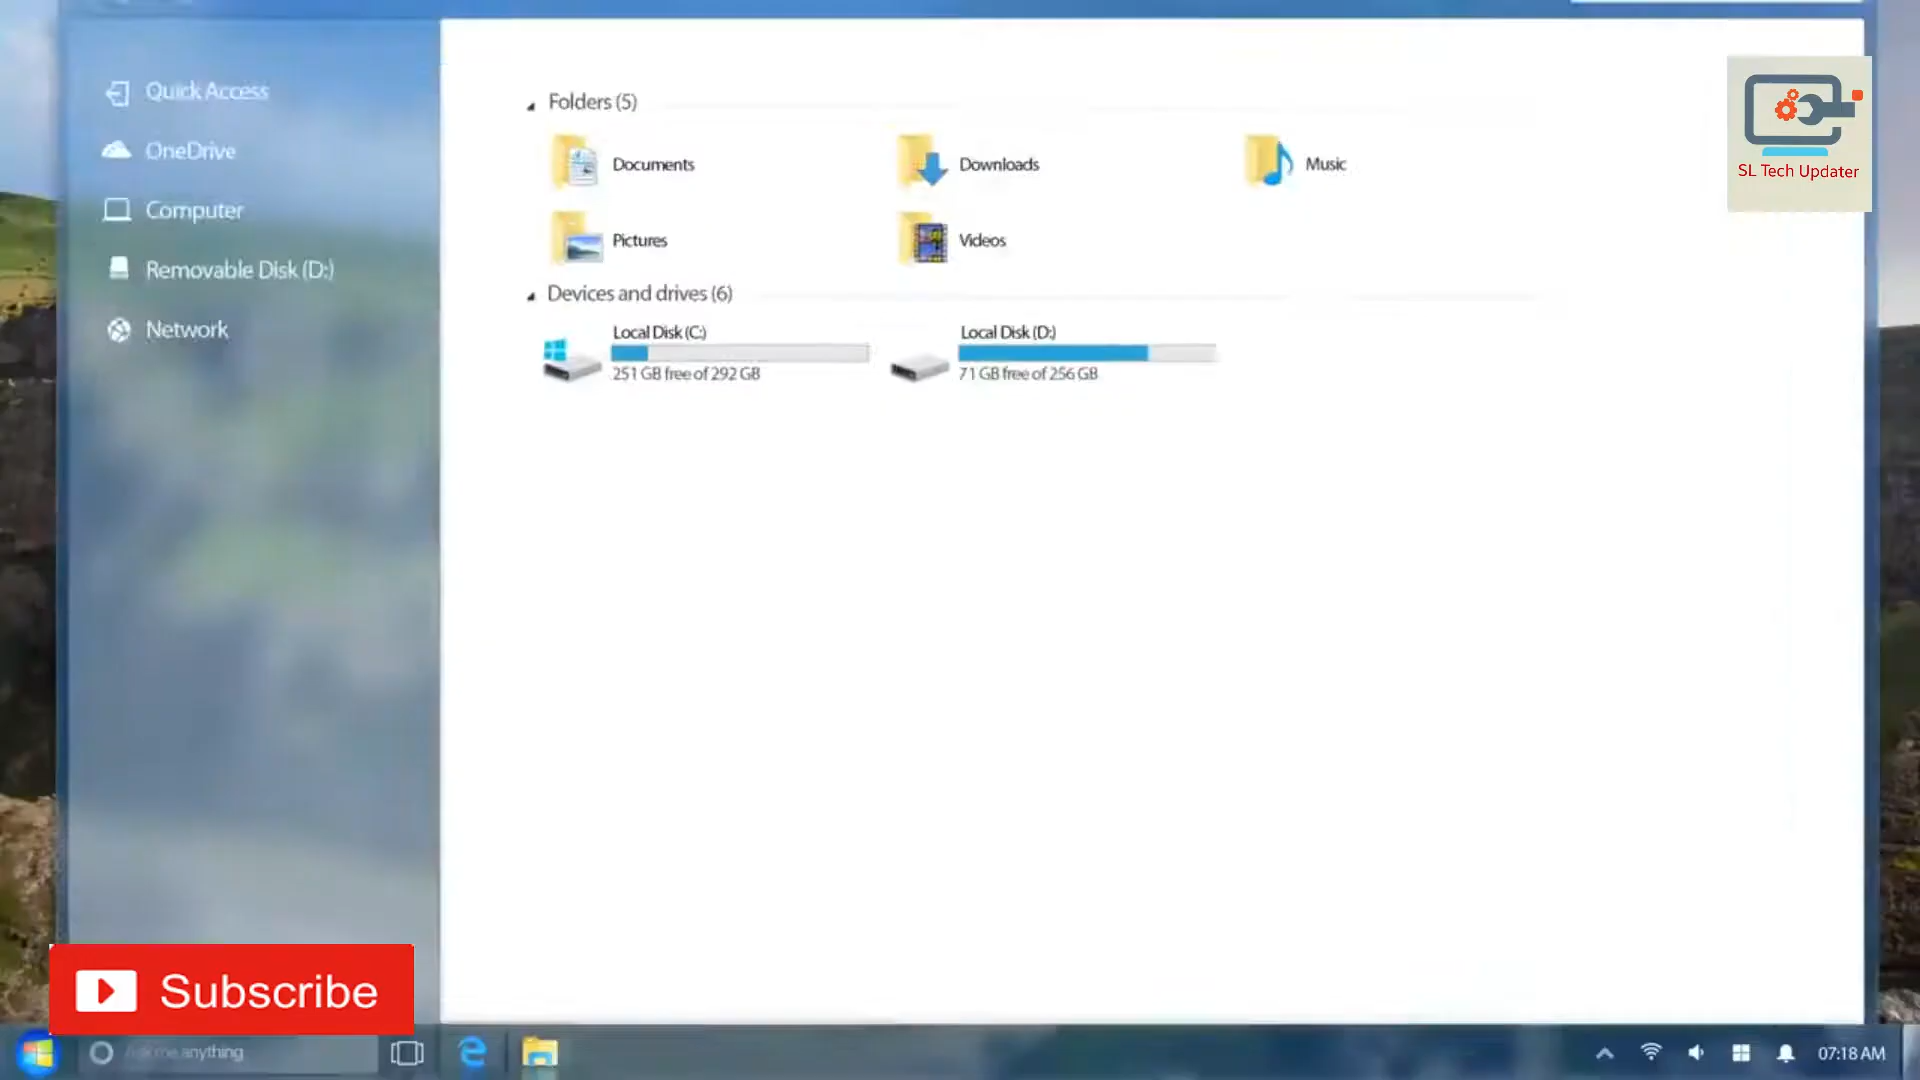 Quick Access
OneDrive
Computer
Removable Disk (D:)
Network
Folders (5)
Documents
Downloads
Music
Pictures
Videos
Devices and drives (6)
Local Disk (C:)
251 GB free of 292 GB
Local Disk (D:)
71 GB free of 256 GB
SL Tech Updater
Subscribe
Ask me anything
07:18 AM